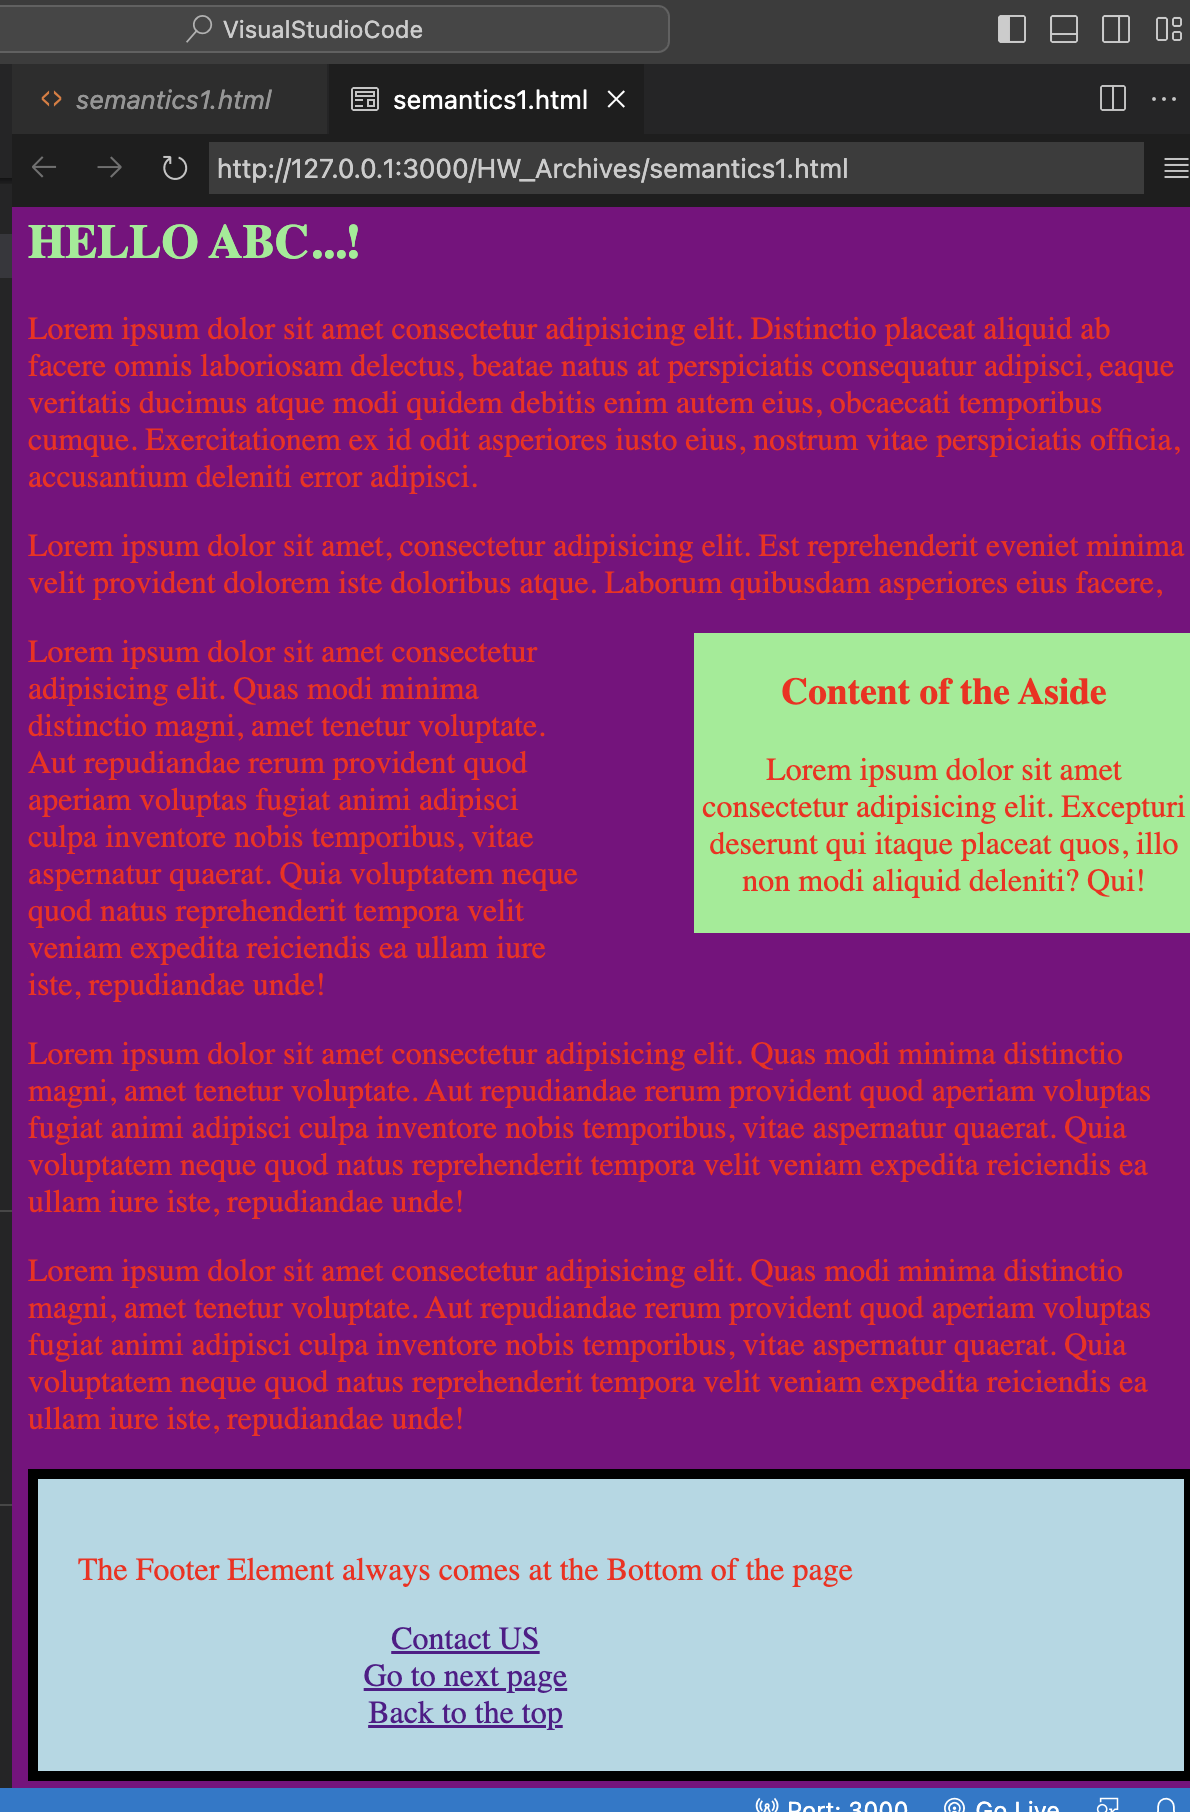 VisualStudioCode
semantics1.html
semantics1.html
http://127.0.0.1:3000/HW_Archives/semantics1.html
HELLO ABC...!
Lorem ipsum dolor sit amet consectetur adipisicing elit. Distinctio placeat aliquid ab
facere omnis laboriosam delectus, beatae natus at perspiciatis consequatur adipisci, eaque
veritatis ducimus atque modi quidem debitis enim autem eius, obcaecati temporibus
cumque. Exercitationem ex id odit asperiores iusto eius, nostrum vitae perspiciatis officia,
accusantium deleniti error adipisci.
Lorem ipsum dolor sit amet, consectetur adipisicing elit. Est reprehenderit eveniet minima
velit provident dolorem iste doloribus atque. Laborum quibusdam asperiores eius facere,
Lorem ipsum dolor sit amet consectetur
adipisicing elit. Quas modi minima
distinctio magni, amet tenetur voluptate.
Aut repudiandae rerum provident quod
aperiam voluptas fugiat animi adipisci
culpa inventore nobis temporibus, vitae
aspernatur quaerat. Quia voluptatem neque
quod natus reprehenderit tempora velit
veniam expedita reiciendis ea ullam iure
iste, repudiandae unde!
Content of the Aside
Lorem ipsum dolor sit amet
consectetur adipisicing elit. Excepturi
deserunt qui itaque placeat quos, illo
non modi aliquid deleniti? Qui!
Lorem ipsum dolor sit amet consectetur adipisicing elit. Quas modi minima distinctio
magni, amet tenetur voluptate. Aut repudiandae rerum provident quod aperiam voluptas
fugiat animi adipisci culpa inventore nobis temporibus, vitae aspernatur quaerat. Quia
voluptatem neque quod natus reprehenderit tempora velit veniam expedita reiciendis ea
ullam iure iste, repudiandae unde!
Lorem ipsum dolor sit amet consectetur adipisicing elit. Quas modi minima distinctio
magni, amet tenetur voluptate. Aut repudiandae rerum provident quod aperiam voluptas
fugiat animi adipisci culpa inventore nobis temporibus, vitae aspernatur quaerat. Quia
voluptatem neque quod natus reprehenderit tempora velit veniam expedita reiciendis ea
ullam iure iste, repudiandae unde!
The Footer Element always comes at the Bottom of the page
Contact US
Go to next page
Back to the top
Port: 3000 Go Live